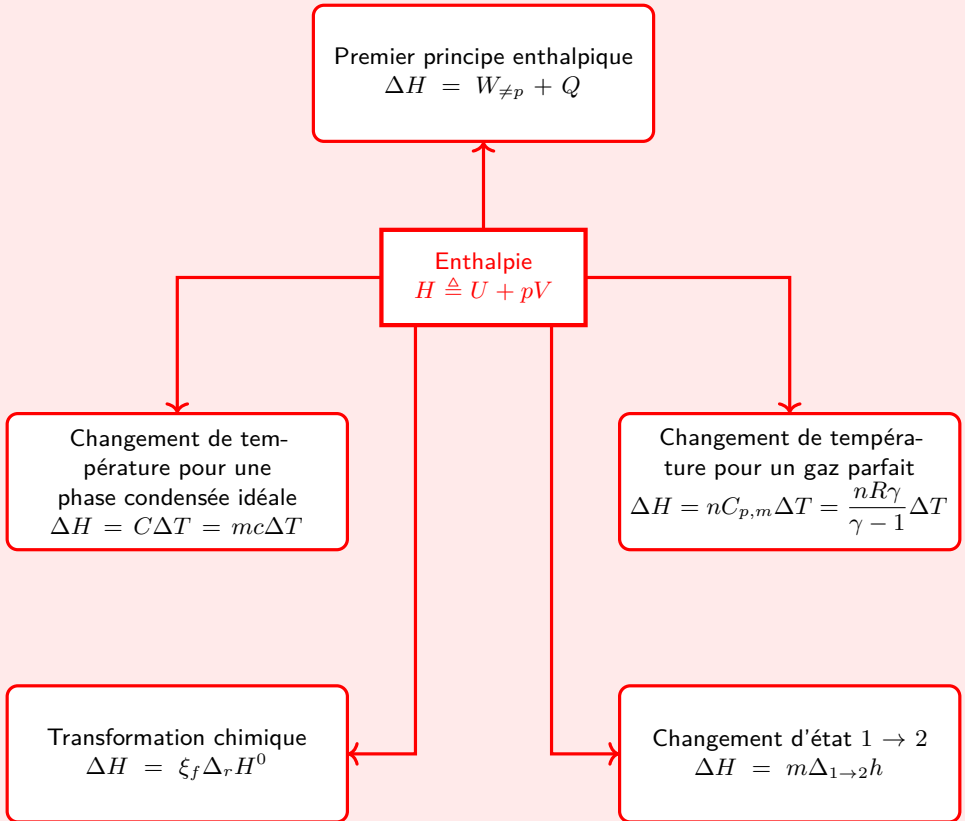 Premier principe enthalpique
ΔH = W≠p + Q
Enthalpie
H ≜ U + pV
Changement de tem-
pérature pour une
phase condensée idéale
ΔH = CΔT = mcΔT
Changement de tempéra-
ture pour un gaz parfait
ΔH = nCp,mΔT = nRγ/(γ − 1) ΔT
Transformation chimique
ΔH = ξfΔrH⁰
Changement d'état 1 → 2
ΔH = mΔ1→2h